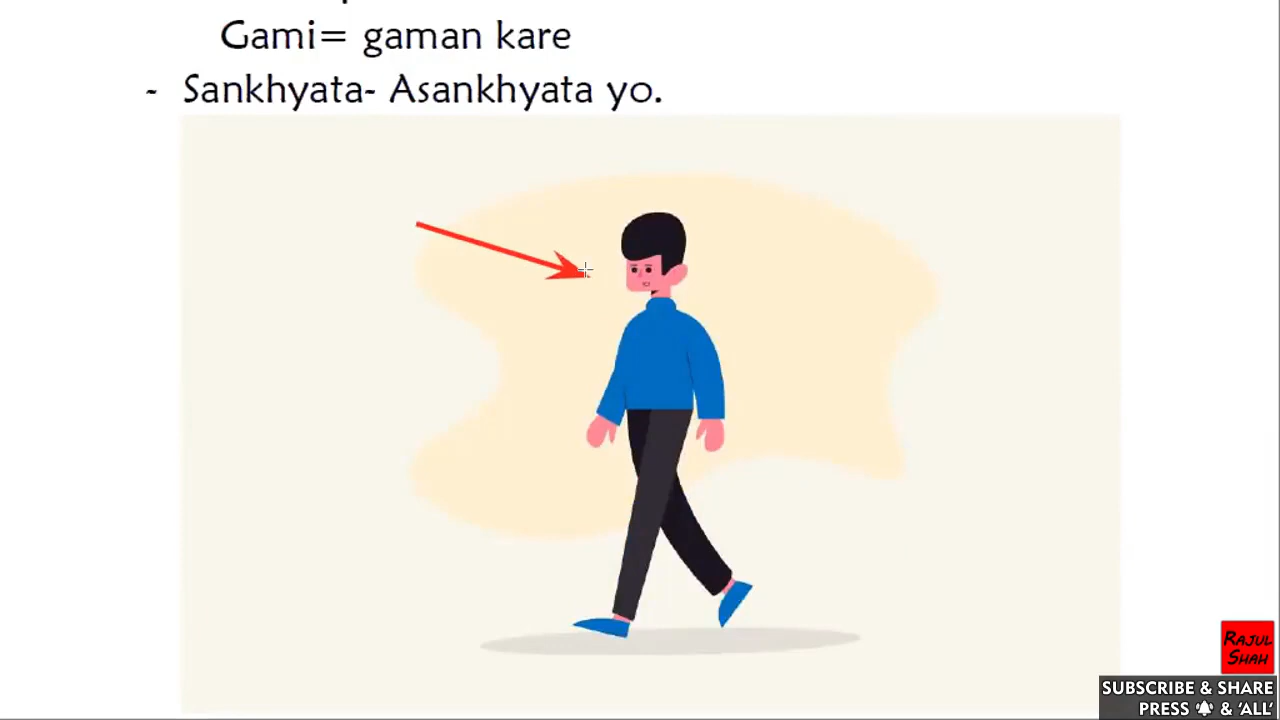 Gami= gaman kare
- Sankhyata- Asankhyata yo.
RAJUL
SHAH
SUBSCRIBE & SHARE
PRESS 🔔 & 'ALL'